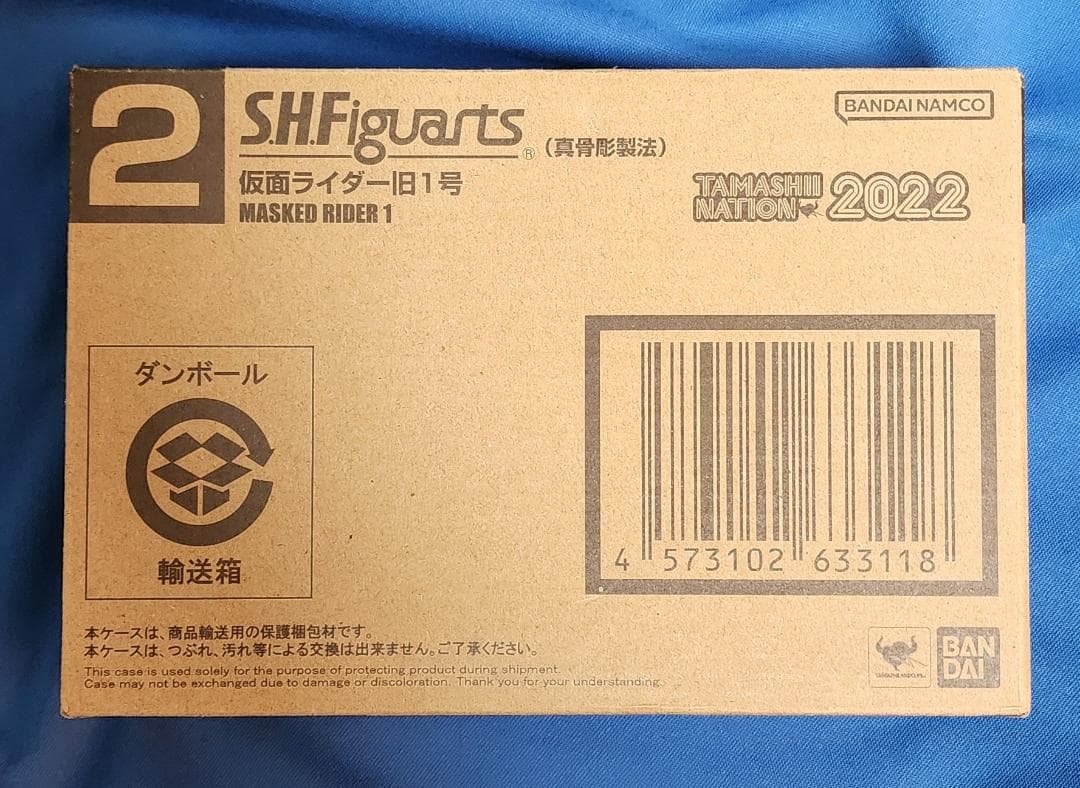 2
S.H.Figuarts® (真骨彫製法)
仮面ライダー旧1号
MASKED RIDER 1
BANDAI NAMCO
TAMASHII
NATION 2022
ダンボール
輸送箱
4 573102 633118
本ケースは、商品輸送用の保護梱包材です。
本ケースは、つぶれ、汚れ等による交換は出来ません。ご了承ください。
This case is used solely for the purpose of protecting product during shipment.
Case may not be exchanged due to damage or discoloration. Thank you for your understanding.
BAN
DAI